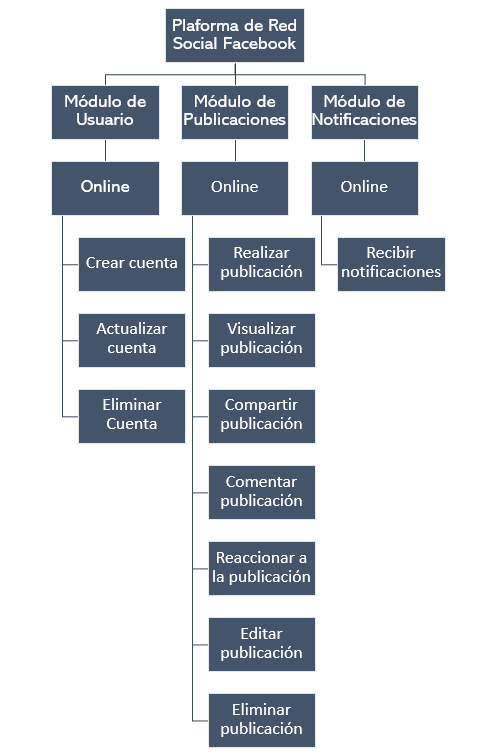 Plaforma de Red
Social Facebook
Módulo de
Usuario
Módulo de
Publicaciones
Módulo de
Notificaciones
Online
Online
Online
Crear cuenta
Actualizar
cuenta
Eliminar
Cuenta
Realizar
publicación
Visualizar
publicación
Compartir
publicación
Comentar
publicación
Reaccionar a
la publicación
Editar
publicación
Eliminar
publicación
Recibir
notificaciones